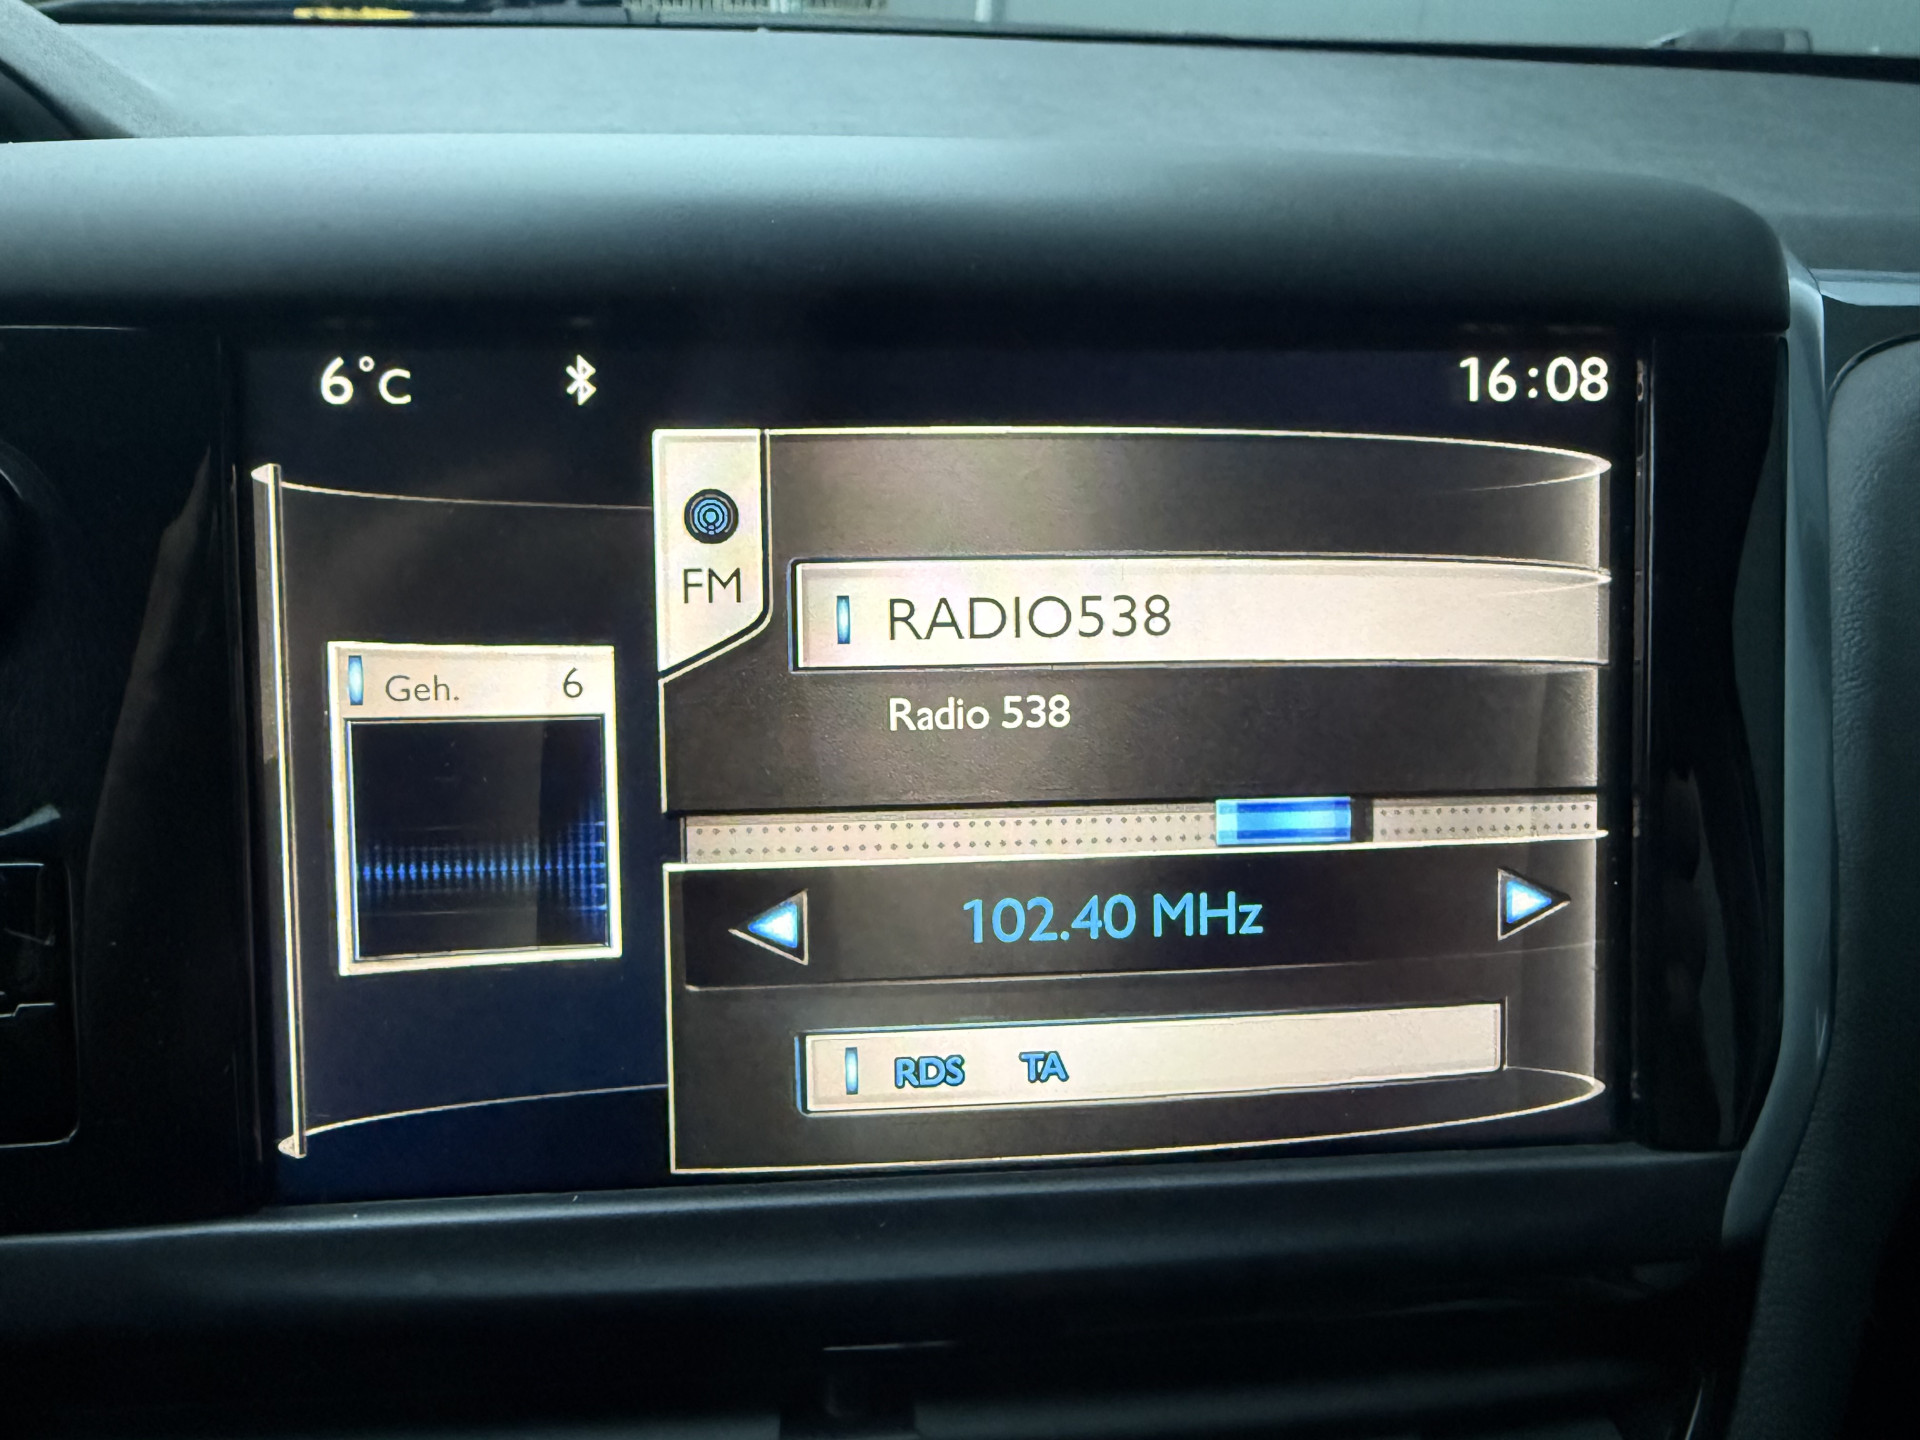 6°C 16:08
FM
RADIO538
Geh. 6
Radio 538
102.40 MHz
RDS TA